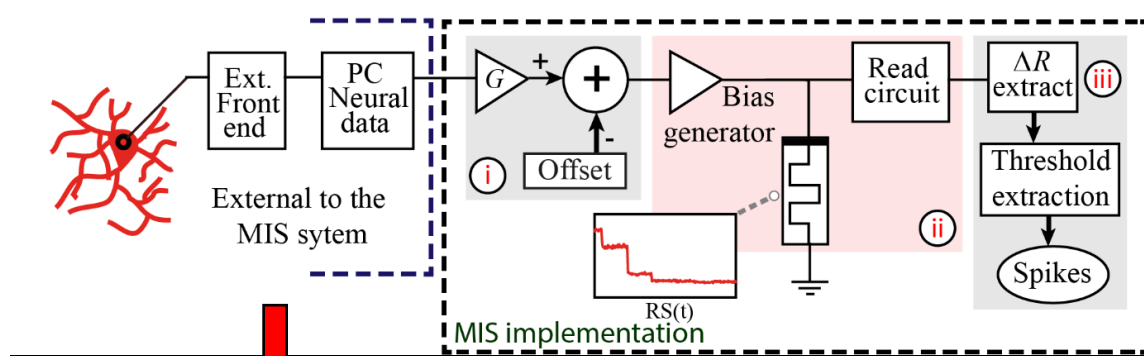 Ext.
Front
end
PC
Neural
data
External to the
MIS sytem
G
+
+
-
Offset
i
Bias
generator
Read
circuit
RS(t)
ii
ΔR
extract
iii
Threshold
extraction
Spikes
MIS implementation